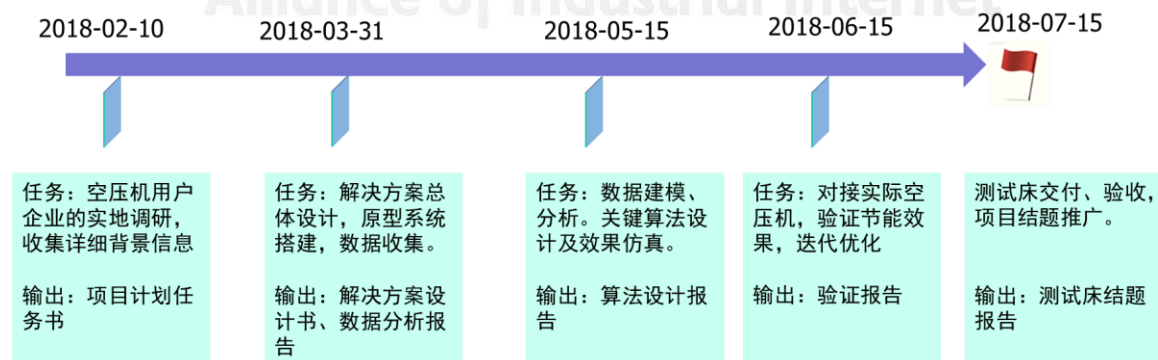 Alliance of Industrial Internet
2018-02-10
2018-03-31
2018-05-15
2018-06-15
2018-07-15
任务：空压机用户
企业的实地调研，
收集详细背景信息
输出：项目计划任
务书
任务：解决方案总
体设计，原型系统
搭建，数据收集。
输出：解决方案设
计书、数据分析报
告
任务：数据建模、
分析。关键算法设
计及效果仿真。
输出：算法设计报
告
任务：对接实际空
压机，验证节能效
果，迭代优化
输出：验证报告
测试床交付、验收，
项目结题推广。
输出：测试床结题
报告